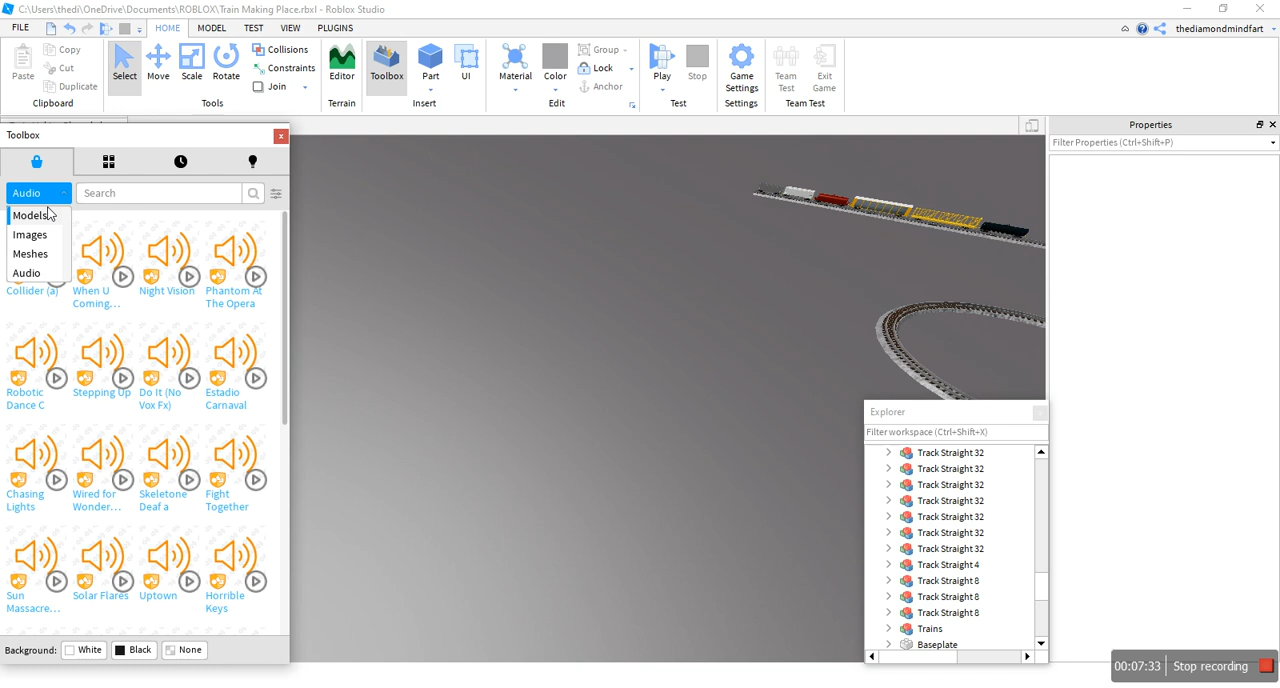 C:\Users\thedi\OneDrive\Documents\ROBLOX\Train Making Place.rbxl - Roblox Studio
FILE HOME MODEL TEST VIEW PLUGINS thediamondmindfart
Paste Copy Cut Duplicate Clipboard
Select Move Scale Rotate Collisions Constraints Join Tools
Editor Terrain
Toolbox Part UI Insert
Material Color Group Lock Anchor Edit
Play Stop Test
Game Settings Settings
Team Test Exit Game Team Test
Toolbox x
Audio Search
Models
Images
Meshes
Audio
Collider (a) When U Coming... Night Vision Phantom At The Opera
Robotic Dance C Stepping Up Do It (No Vox Fx) Estadio Carnaval
Chasing Lights Wired for Wonder... Skeletone Deaf a Fight Together
Sun Massacre... Solar Flares Uptown Horrible Keys
Background: White Black None
Properties
Filter Properties (Ctrl+Shift+P)
Explorer
Filter workspace (Ctrl+Shift+X)
Track Straight 32
Track Straight 32
Track Straight 32
Track Straight 32
Track Straight 32
Track Straight 32
Track Straight 32
Track Straight 4
Track Straight 8
Track Straight 8
Track Straight 8
Trains
Baseplate
00:07:33 Stop recording